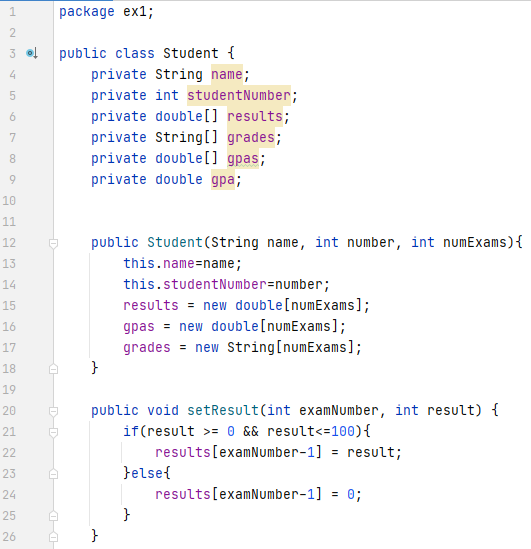 1 package ex1;
2
3 public class Student {
4 private String name;
5 private int studentNumber;
6 private double[] results;
7 private String[] grades;
8 private double[] gpas;
9 private double gpa;
10
11
12 public Student(String name, int number, int numExams){
13 this.name=name;
14 this.studentNumber=number;
15 results = new double[numExams];
16 gpas = new double[numExams];
17 grades = new String[numExams];
18 }
19
20 public void setResult(int examNumber, int result) {
21 if(result >= 0 && result<=100){
22 results[examNumber-1] = result;
23 }else{
24 results[examNumber-1] = 0;
25 }
26 }